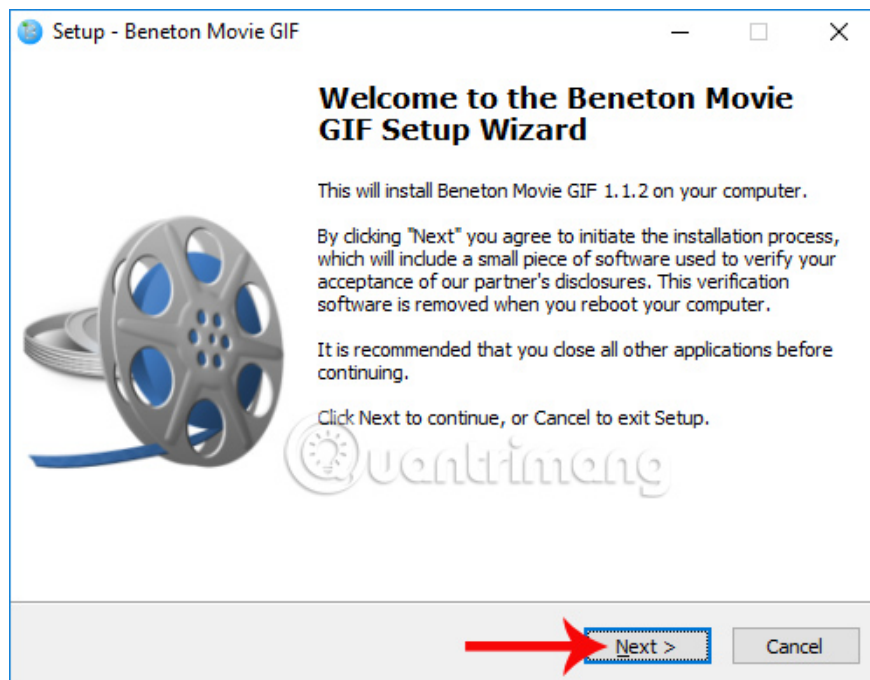 Setup - Beneton Movie GIF
Welcome to the Beneton Movie
GIF Setup Wizard
This will install Beneton Movie GIF 1.1.2 on your computer.
By clicking "Next" you agree to initiate the installation process,
which will include a small piece of software used to verify your
acceptance of our partner's disclosures. This verification
software is removed when you reboot your computer.
It is recommended that you close all other applications before
continuing.
Click Next to continue, or Cancel to exit Setup.
Quantrimang
Next >
Cancel